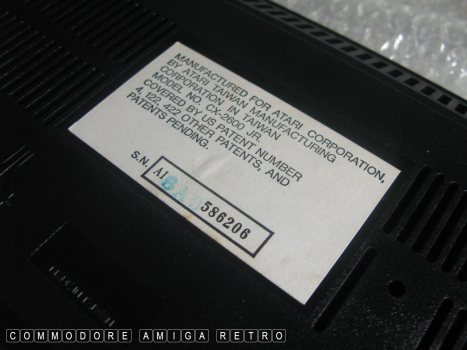 MANUFACTURED FOR ATARI CORPORATION,
BY ATARI TAIWAN MANUFACTURING
CORPORATION IN TAIWAN
MODEL NO. CX-2600 JR.
COVERED BY US PATENT NUMBER
4,122,422 OTHER PATENTS, AND
PATENTS PENDING.
S.N. AI 586206
COMMODORE AMIGA RETRO